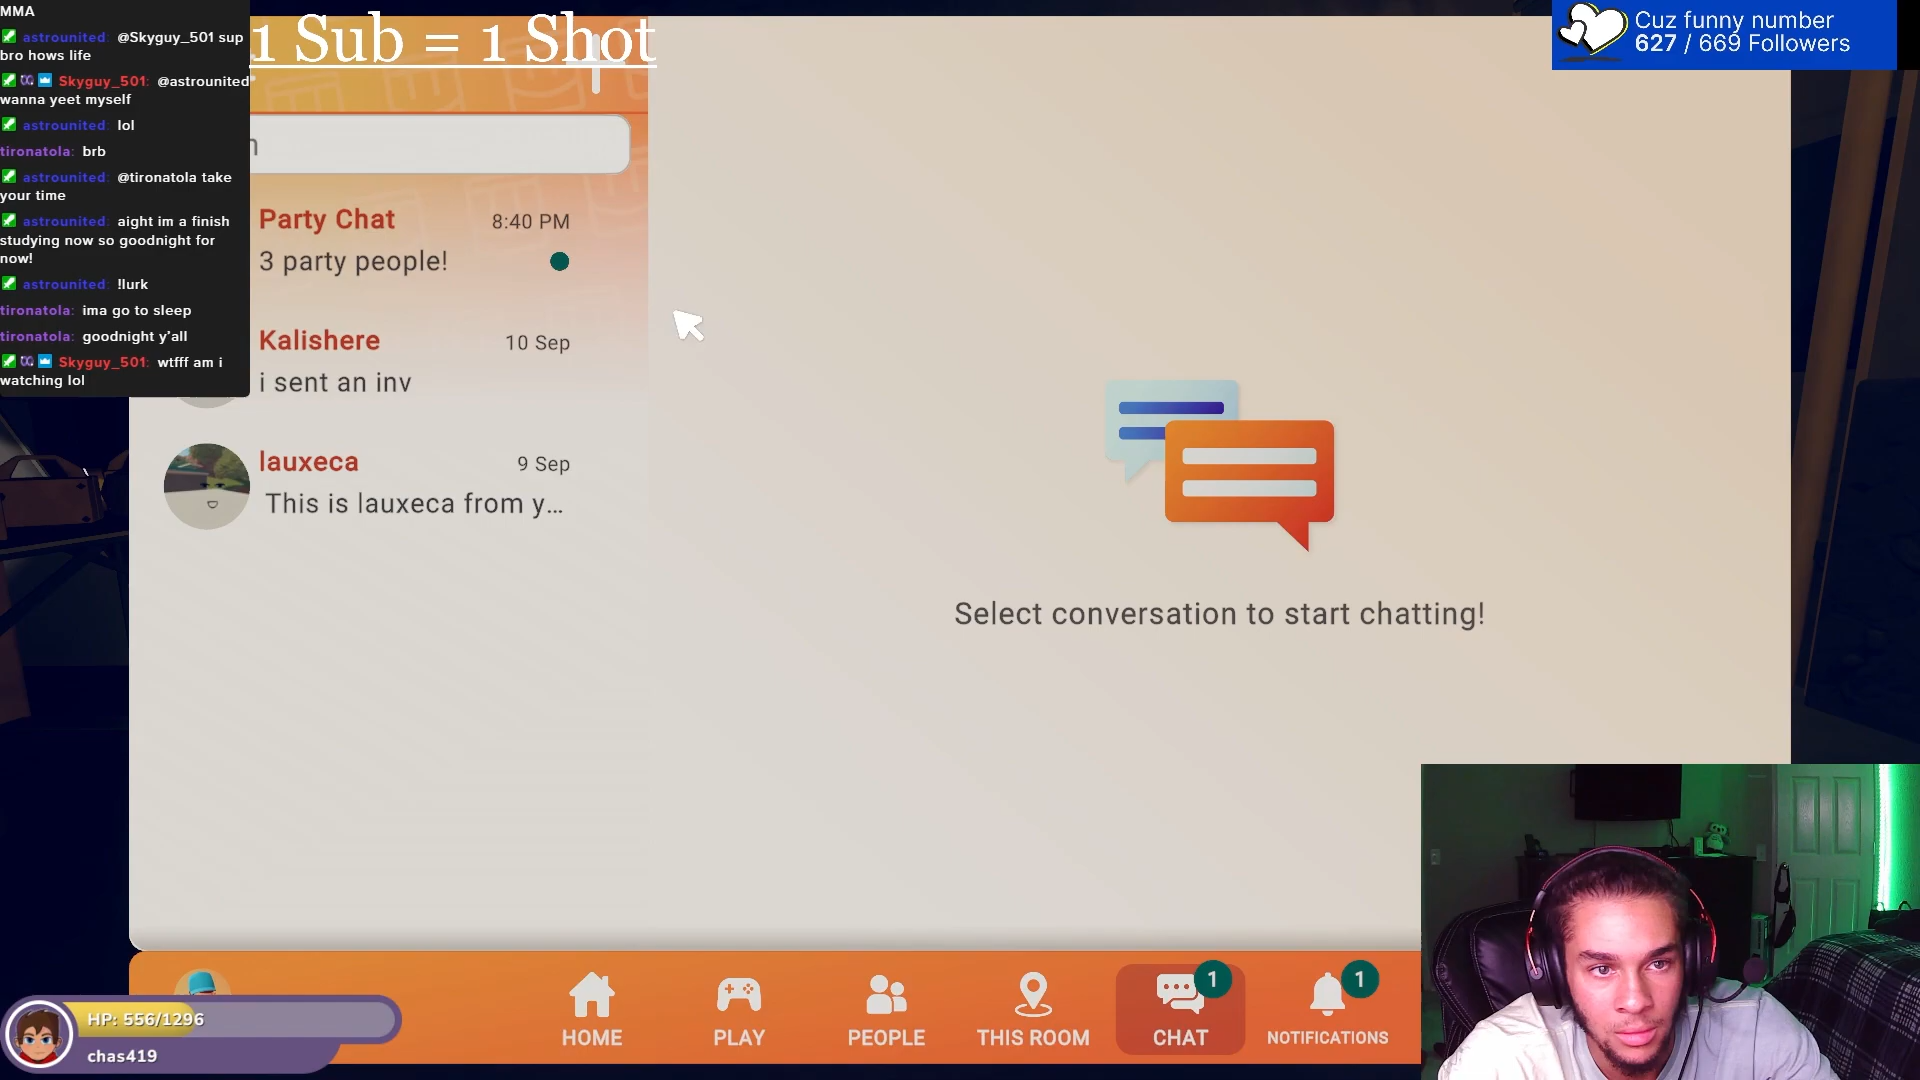 MMA
astrounited: @Skyguy_501 sup
bro hows life
Skyguy_501: @astrounited
wanna yeet myself
astrounited: lol
tironatola: brb
astrounited: @tironatola take
your time
astrounited: aight im a finish
studying now so goodnight for
now!
astrounited: !lurk
tironatola: ima go to sleep
tironatola: goodnight y'all
Skyguy_501: wtfff am i
watching lol
1 Sub = 1 Shot
Cuz funny number
627 / 669 Followers
Party Chat 8:40 PM
3 party people!
Kalishere 10 Sep
i sent an inv
lauxeca 9 Sep
This is lauxeca from y...
Select conversation to start chatting!
HP: 556/1296
chas419
HOME
PLAY
PEOPLE
THIS ROOM
1
CHAT
1
NOTIFICATIONS